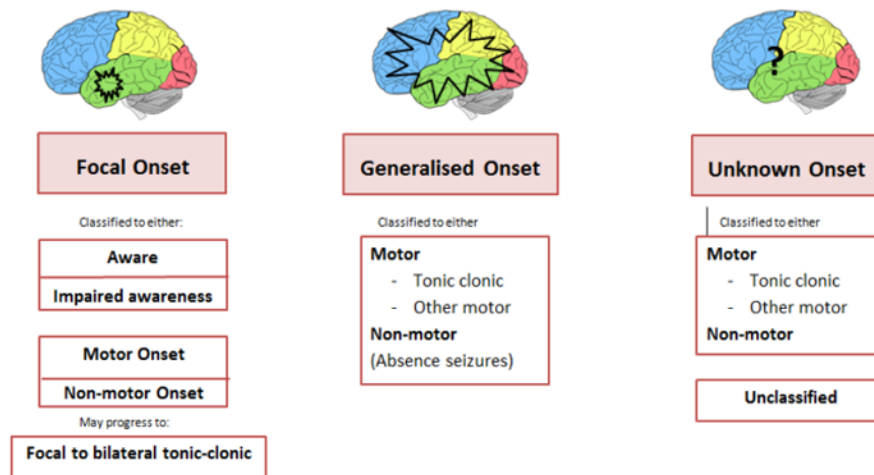 ?
Focal Onset
Classified to either:
Aware
Impaired awareness
Motor Onset
Non-motor Onset
May progress to:
Focal to bilateral tonic-clonic
Generalised Onset
Classified to either
Motor
- Tonic clonic
- Other motor
Non-motor
(Absence seizures)
Unknown Onset
Classified to either
Motor
- Tonic clonic
- Other motor
Non-motor
Unclassified